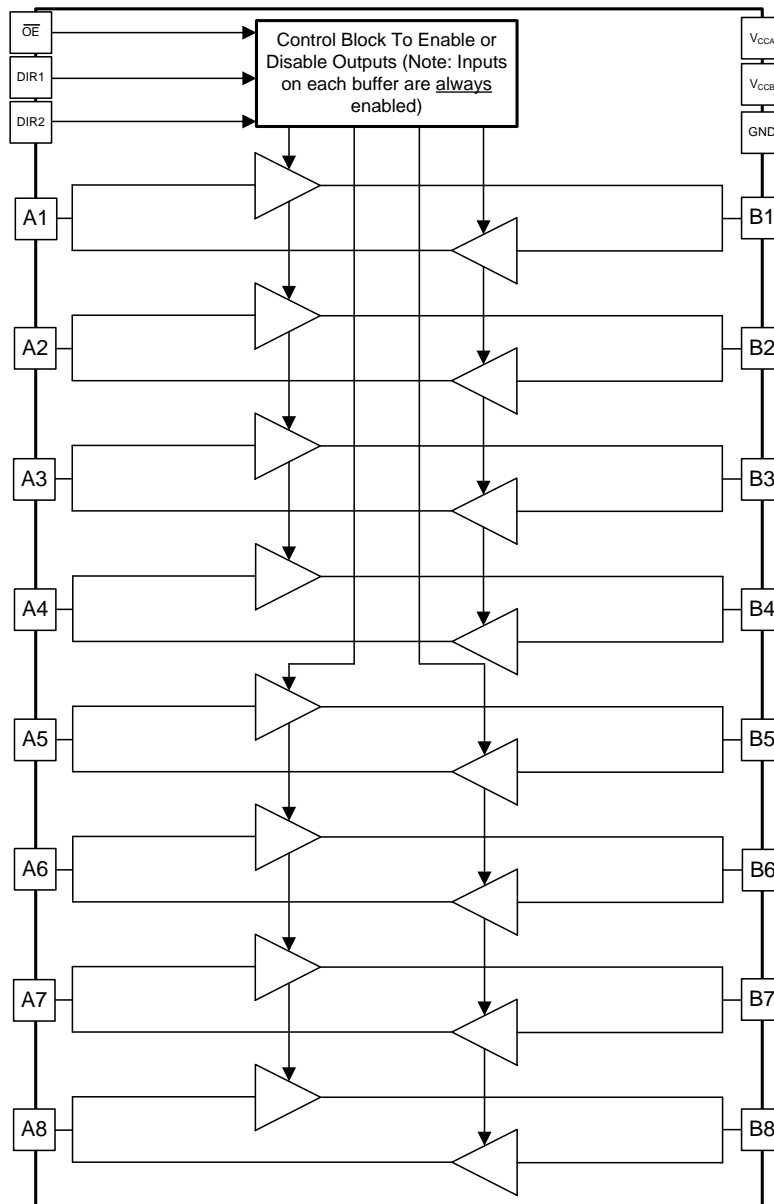 O̅E̅
DIR1
DIR2
Control Block To Enable or
Disable Outputs (Note: Inputs
on each buffer are always
enabled)
VCCA
VCCB
GND
A1
B1
A2
B2
A3
B3
A4
B4
A5
B5
A6
B6
A7
B7
A8
B8